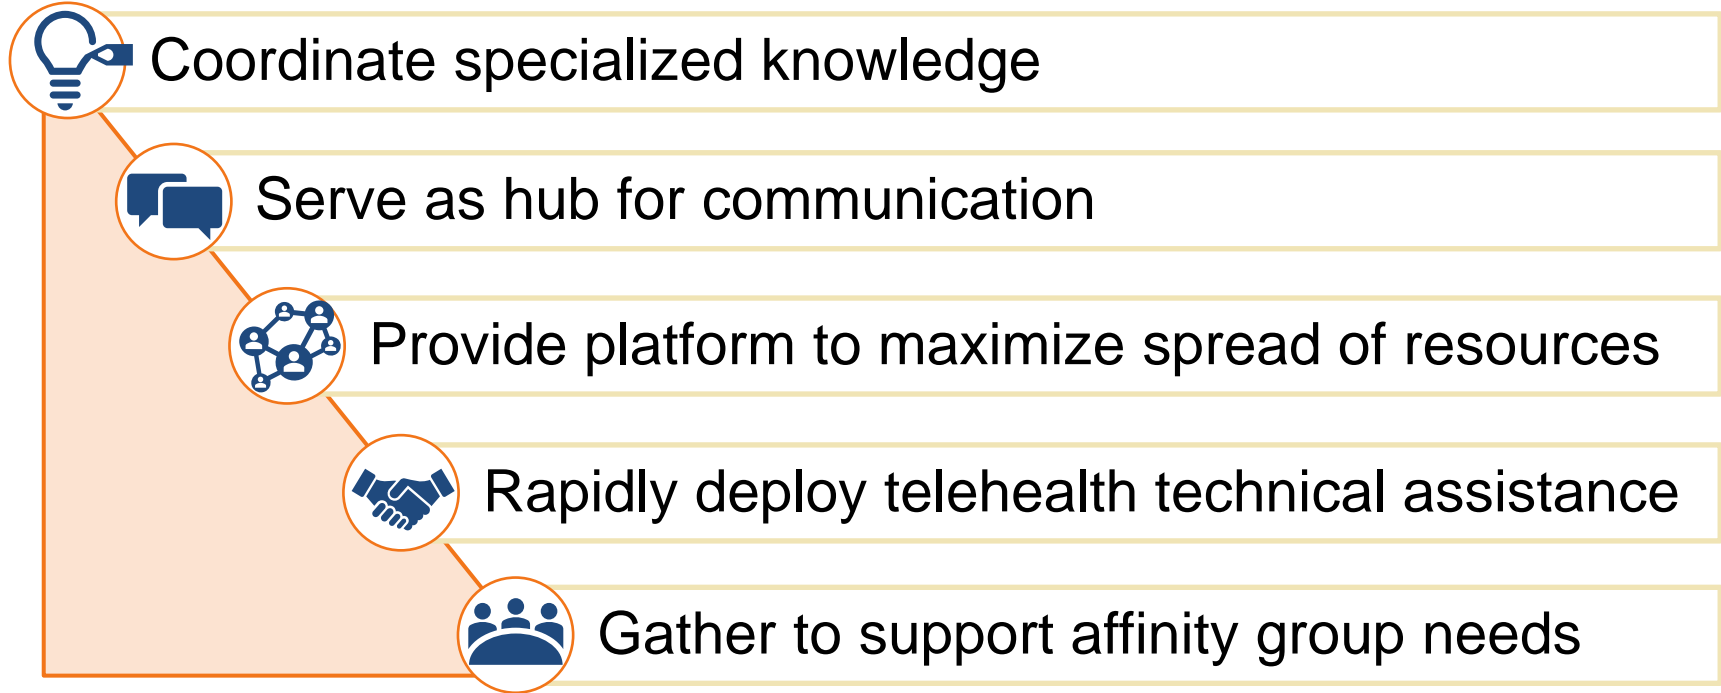 Coordinate specialized knowledge
Serve as hub for communication
Provide platform to maximize spread of resources
Rapidly deploy telehealth technical assistance
Gather to support affinity group needs